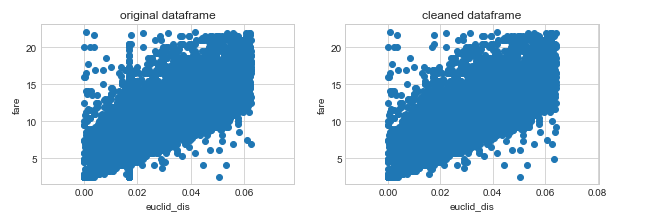 original dataframe
20
15
10
5
fare
0.00 0.02 0.04 0.06
euclid_dis
cleaned dataframe
20
15
10
5
fare
0.00 0.02 0.04 0.06 0.08
euclid_dis